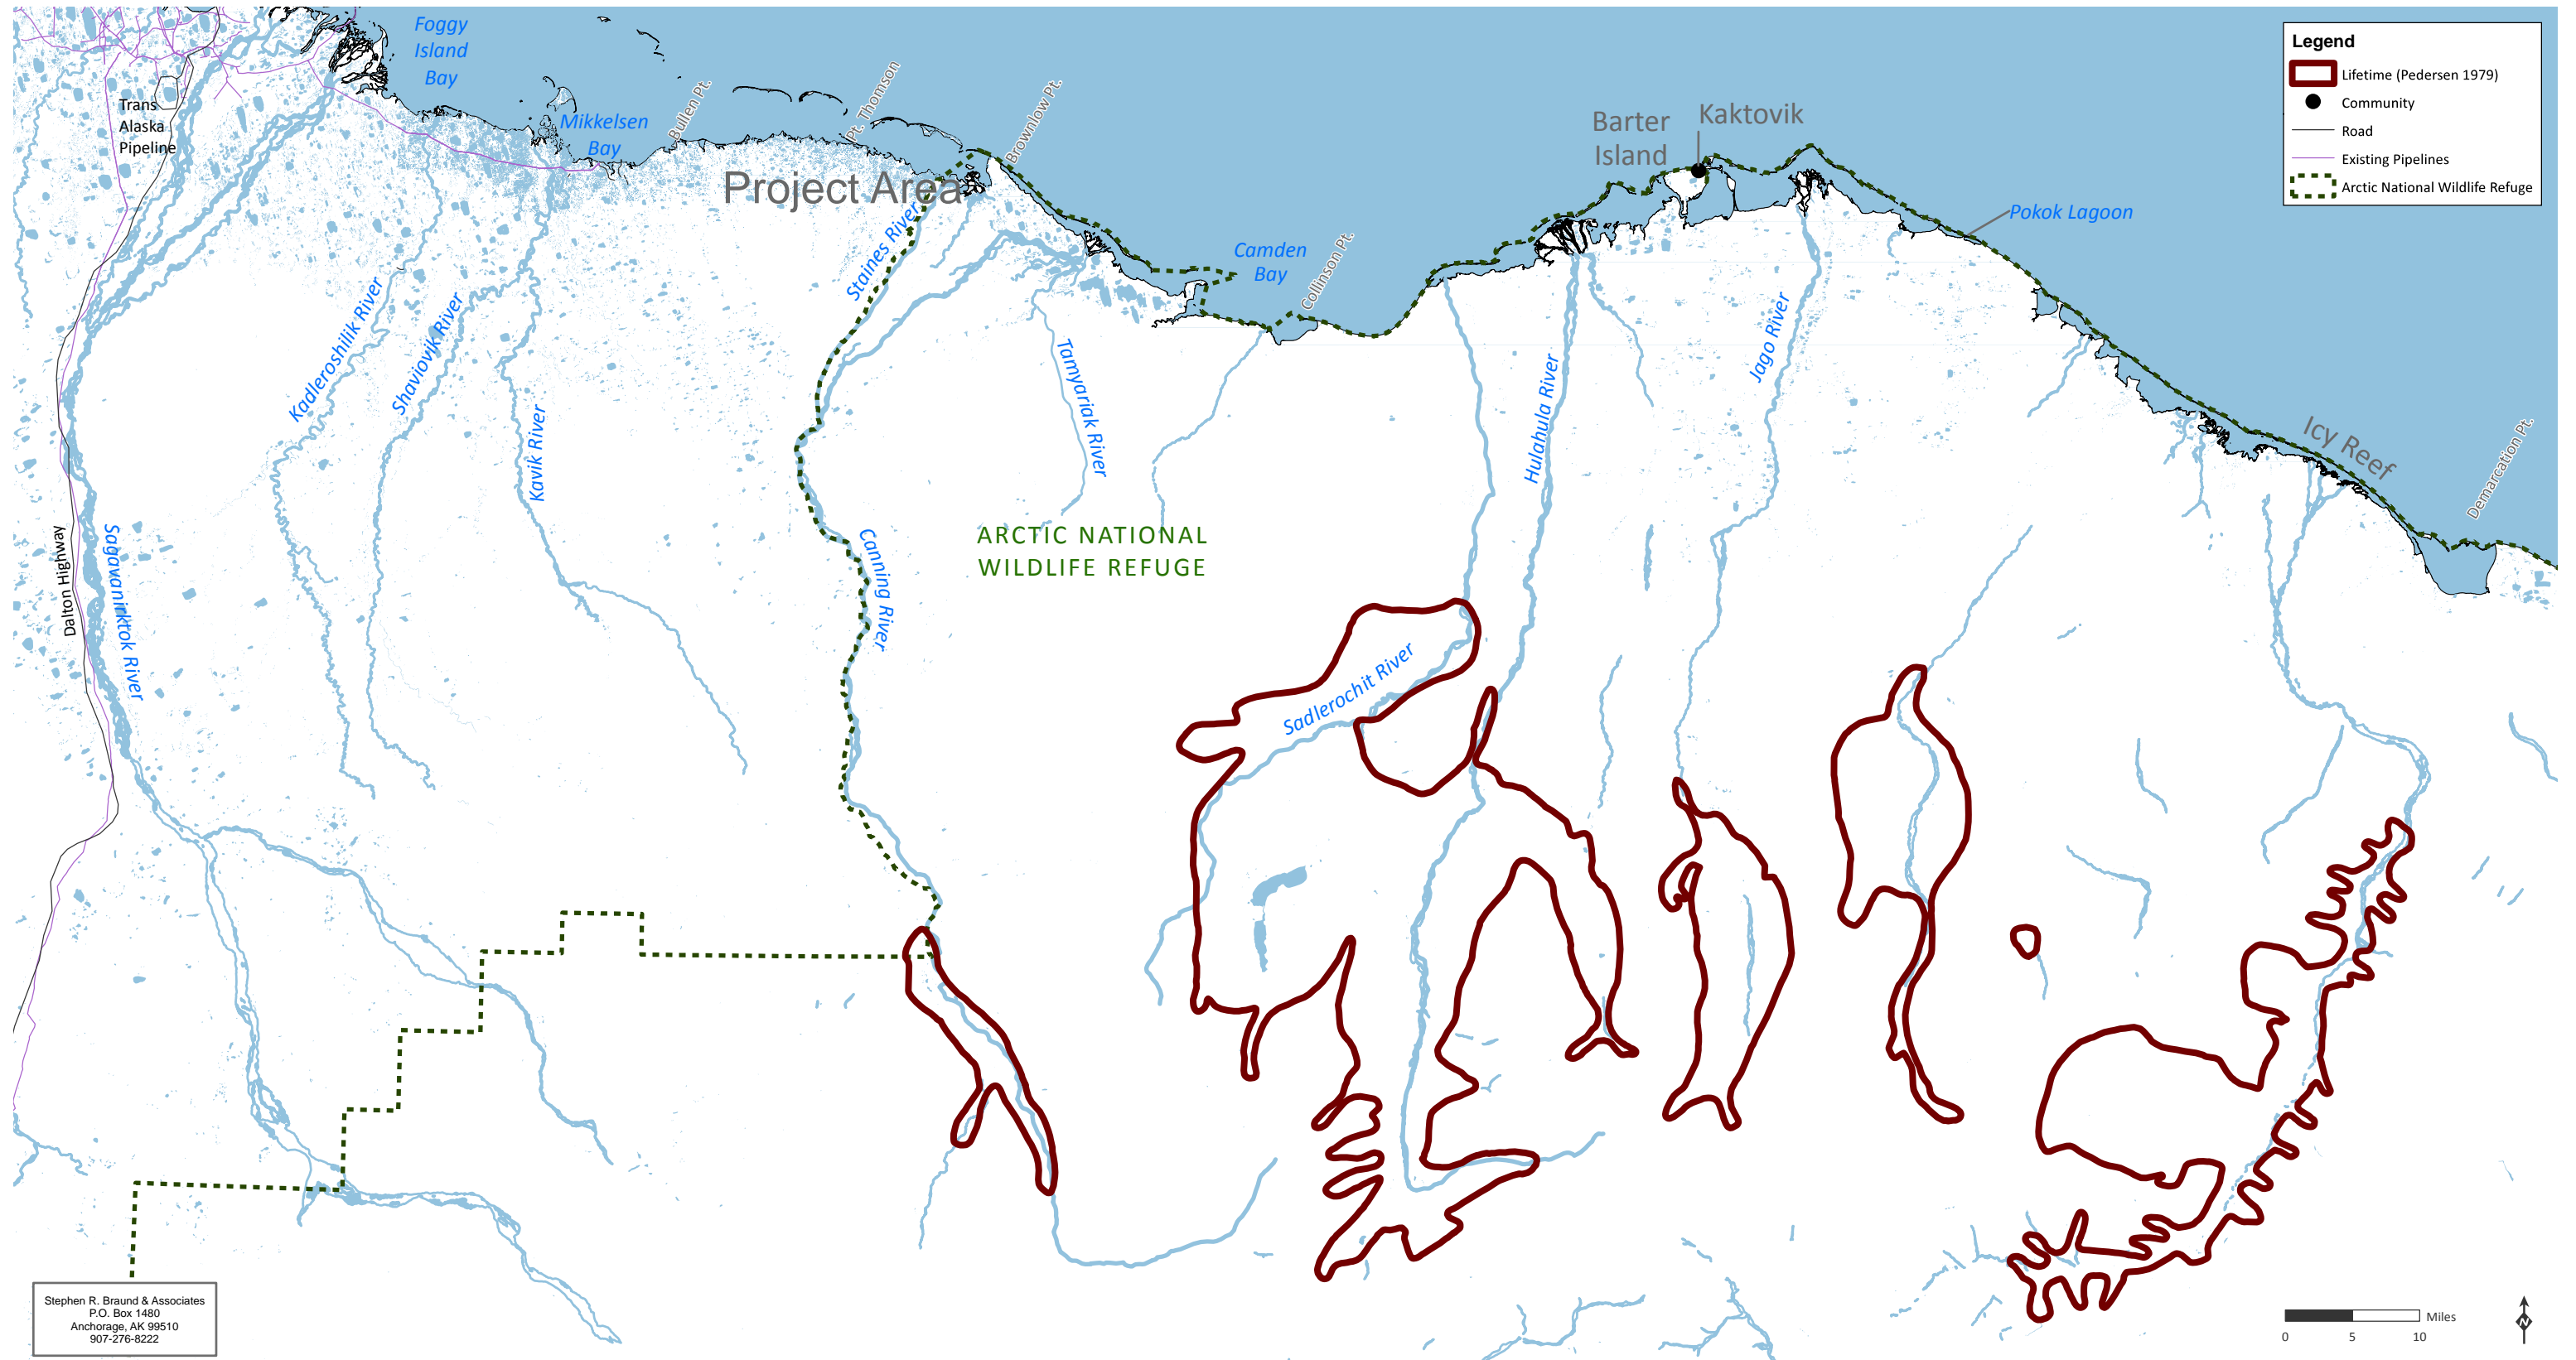 Foggy
Island
Bay
Trans
Alaska
Pipeline
Mikkelsen
Bay
Bullen Pt.
Pt. Thomson
Brownlow Pt.
Project Area
Staines River
Camden
Bay
Collinson Pt.
Barter
Island
Kaktovik
Pokok Lagoon
Legend
Lifetime (Pedersen 1979)
Community
Road
Existing Pipelines
Arctic National Wildlife Refuge
Kadleroshilik River
Shaviovik River
Kavik River
Tamyariak River
Hulahula River
Jago River
Icy Reef
Demarcation Pt.
Dalton Highway
Sagavanirktok River
Canning River
ARCTIC NATIONAL
WILDLIFE REFUGE
Sadlerochit River
Stephen R. Braund & Associates
P.O. Box 1480
Anchorage, AK 99510
907-276-8222
Miles
0 5 10
N